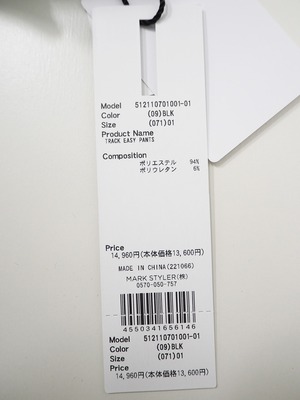 Model 512110701001-01
Color (09)BLK
Size (071)01
Product Name
TRACK EASY PANTS
Composition
ポリエステル 94%
ポリウレタン 6%
Price
14,960円(本体価格13,600円)
MADE IN CHINA(221066)
MARK STYLER(株)
0570-050-757
4550341656146
Model 512110701001-01
Color (09)BLK
Size (071)01
Price
14,960円(本体価格13,600円)